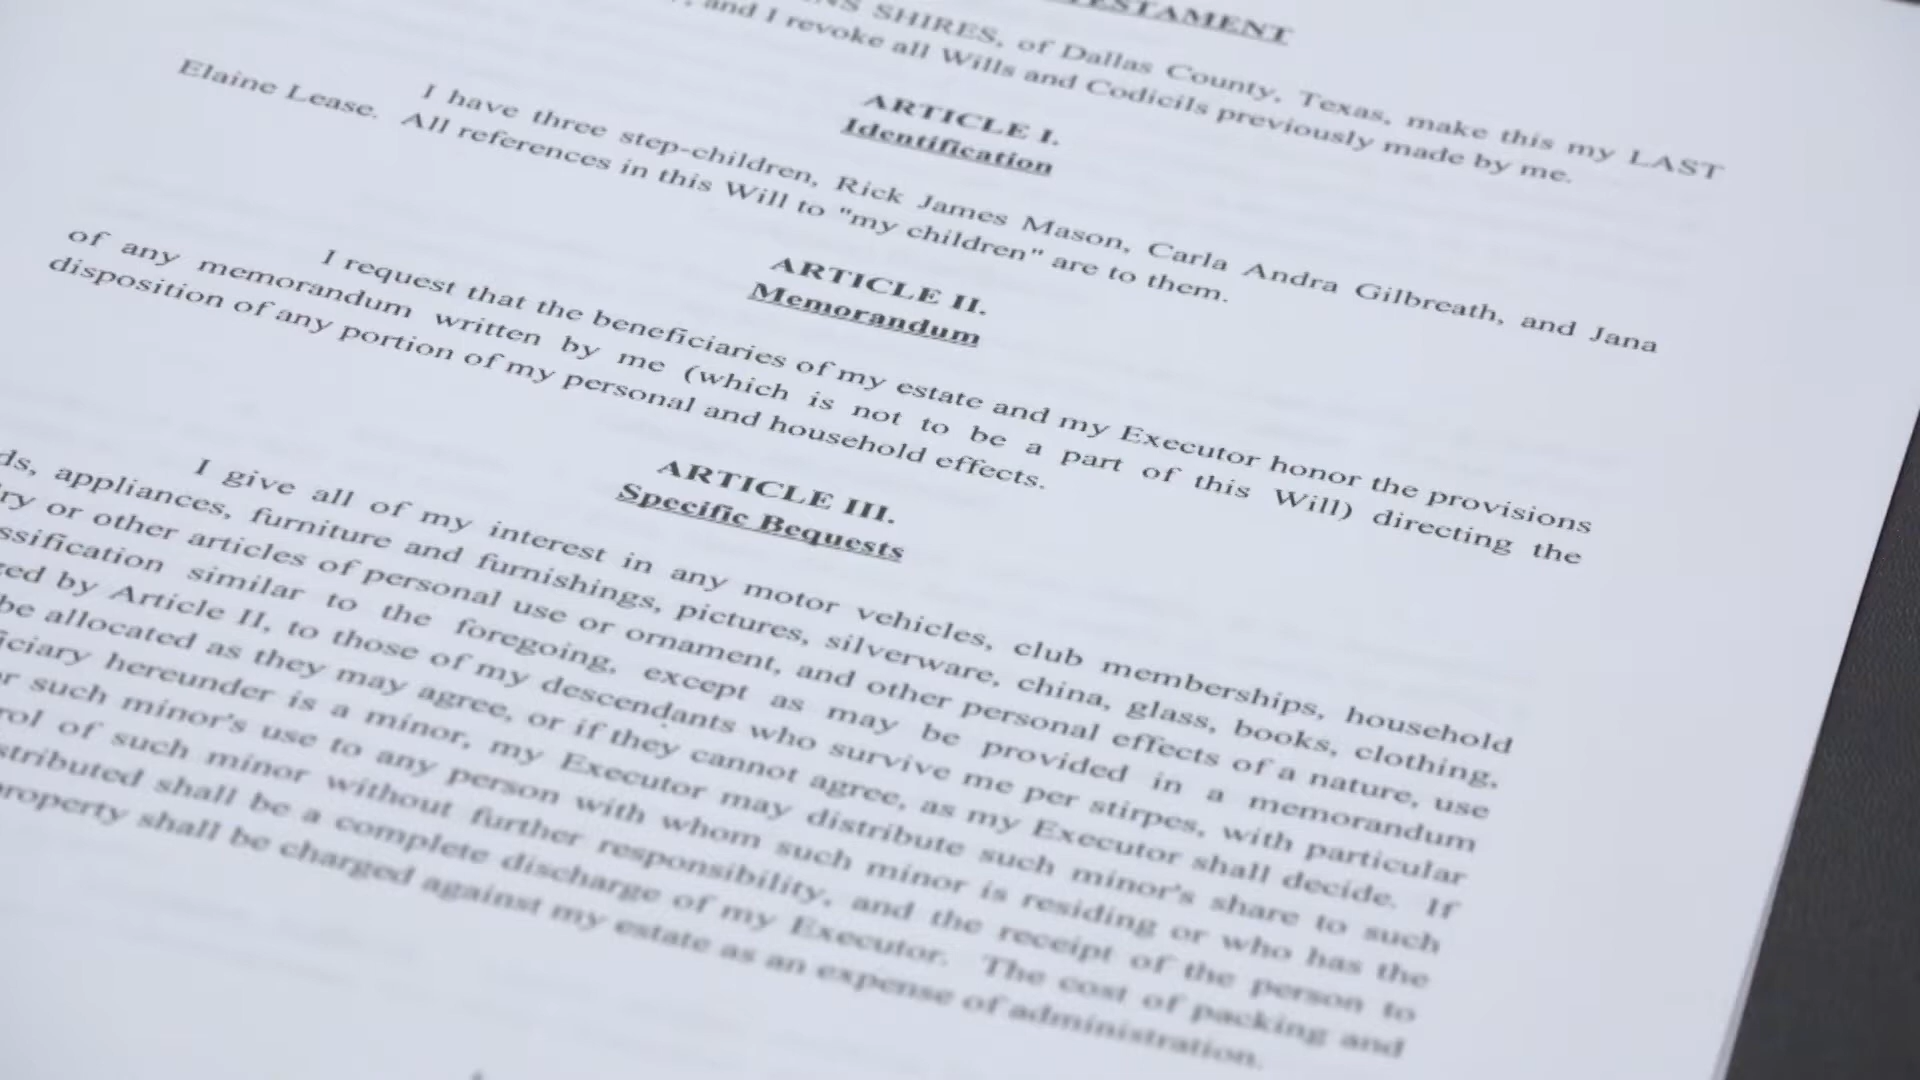 TESTAMENT
SHIRES, of Dallas County, Texas, make this my LAST
and I revoke all Wills and Codicils previously made by me.
ARTICLE I.
Identification
I have three step-children, Rick James Mason, Carla Andra Gilbreath, and Jana
Elaine Lease. All references in this Will to "my children" are to them.
ARTICLE II.
Memorandum
I request that the beneficiaries of my estate and my Executor honor the provisions
of any memorandum written by me (which is not to be a part of this Will) directing the
disposition of any portion of my personal and household effects.
ARTICLE III.
Specific Bequests
I give all of my interest in any motor vehicles, club memberships, household
appliances, furniture and furnishings, pictures, silverware, china, glass, books, clothing,
or other articles of personal use or ornament, and other personal effects of a nature, use
similar to the foregoing, except as may be provided in a memorandum
by Article II, to those of my descendants who survive me per stirpes, with particular
be allocated as they may agree, or if they cannot agree, as my Executor shall decide. If
hereunder is a minor, my Executor may distribute such minor's share to such
such minor's use to any person with whom such minor is residing or who has the
of such minor without further responsibility, and the receipt of the person to
shall be a complete discharge of my Executor. The cost of packing and
shall be charged against my estate as an expense of administration.